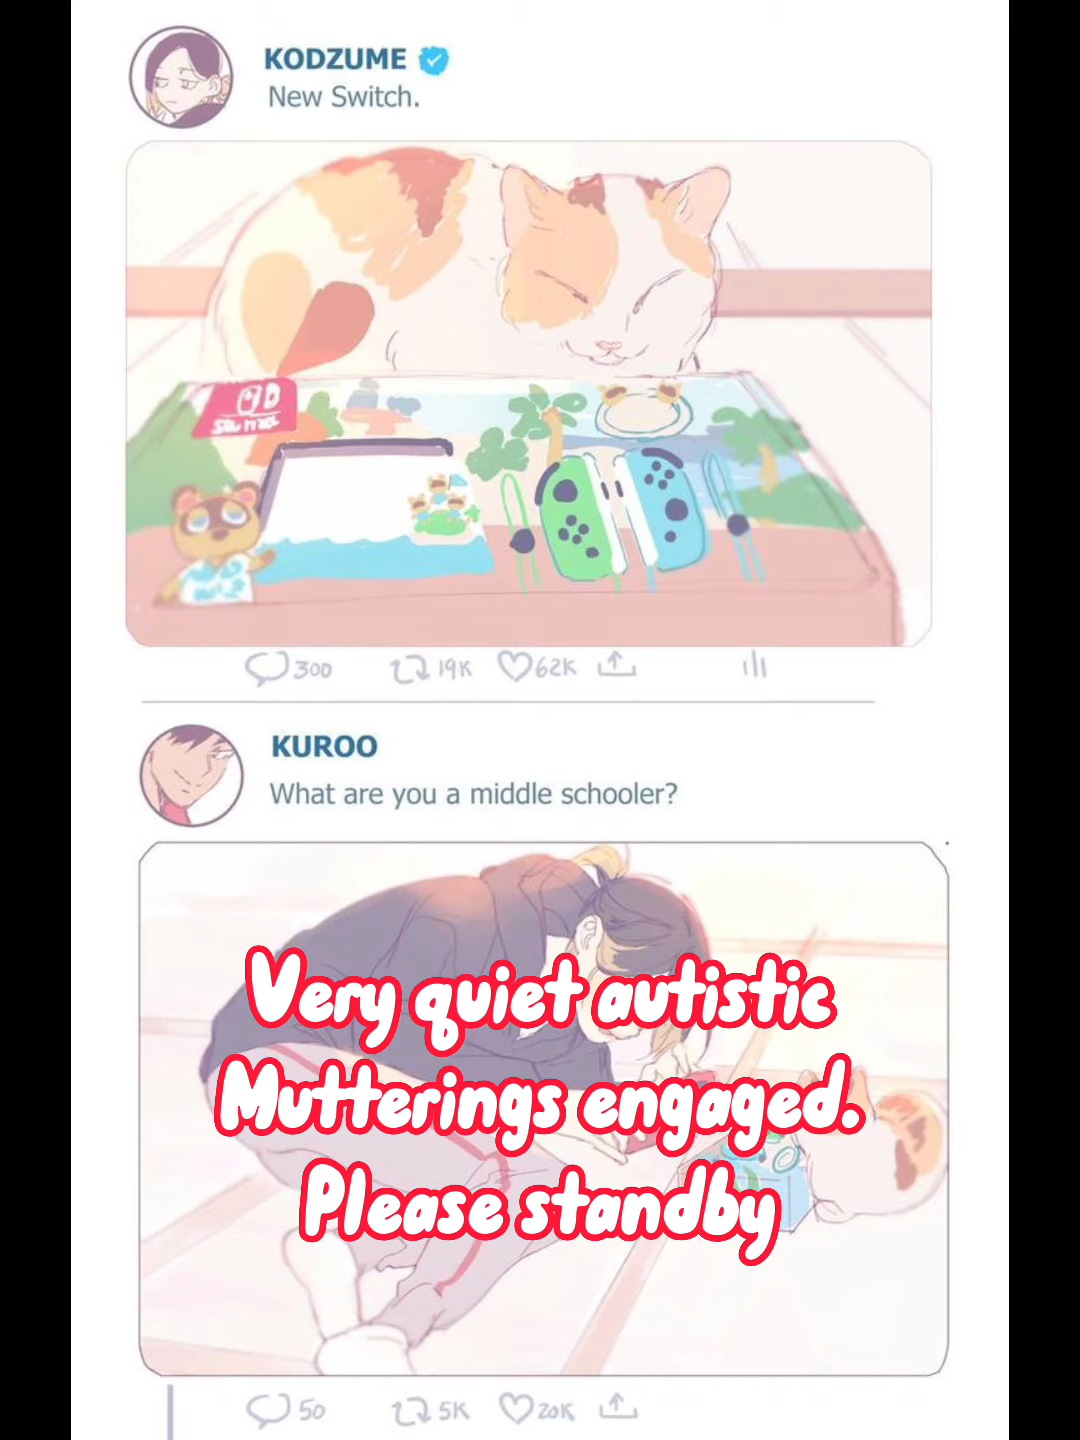 KODZUME
New Switch.
300 19K 62K
KUROO
What are you a middle schooler?
Very quiet autistic
Mutterings engaged.
Please standby
50 5K 20K